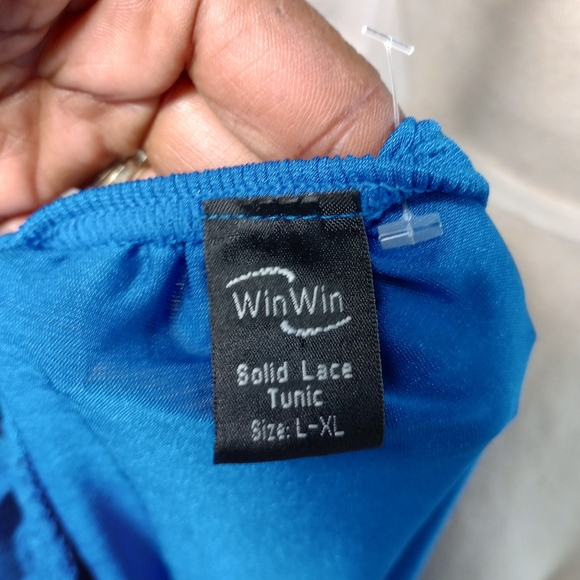 WinWin
Solid Lace
Tunic
Size: L-XL